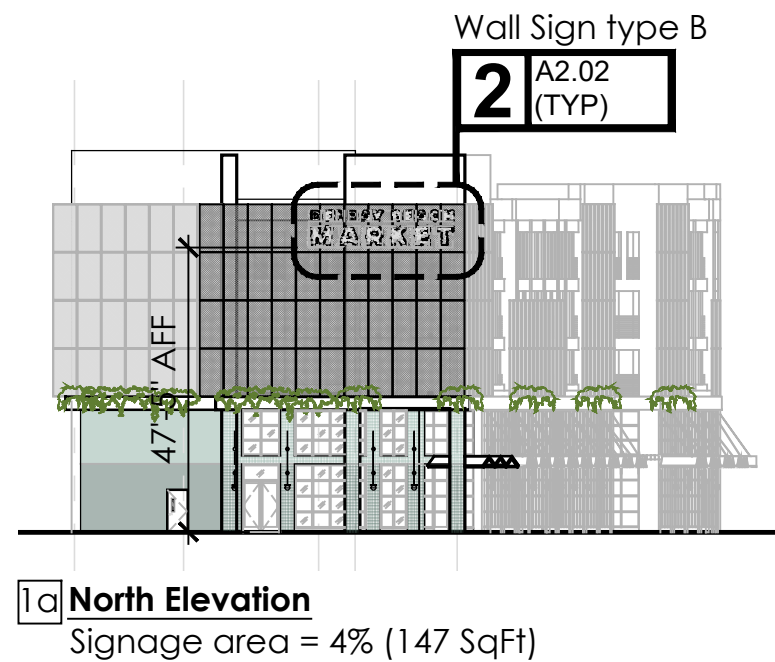 Wall Sign type B
2
A2.02
(TYP)
MARKET
47'-5" AFF
1a North Elevation
Signage area = 4% (147 SqFt)